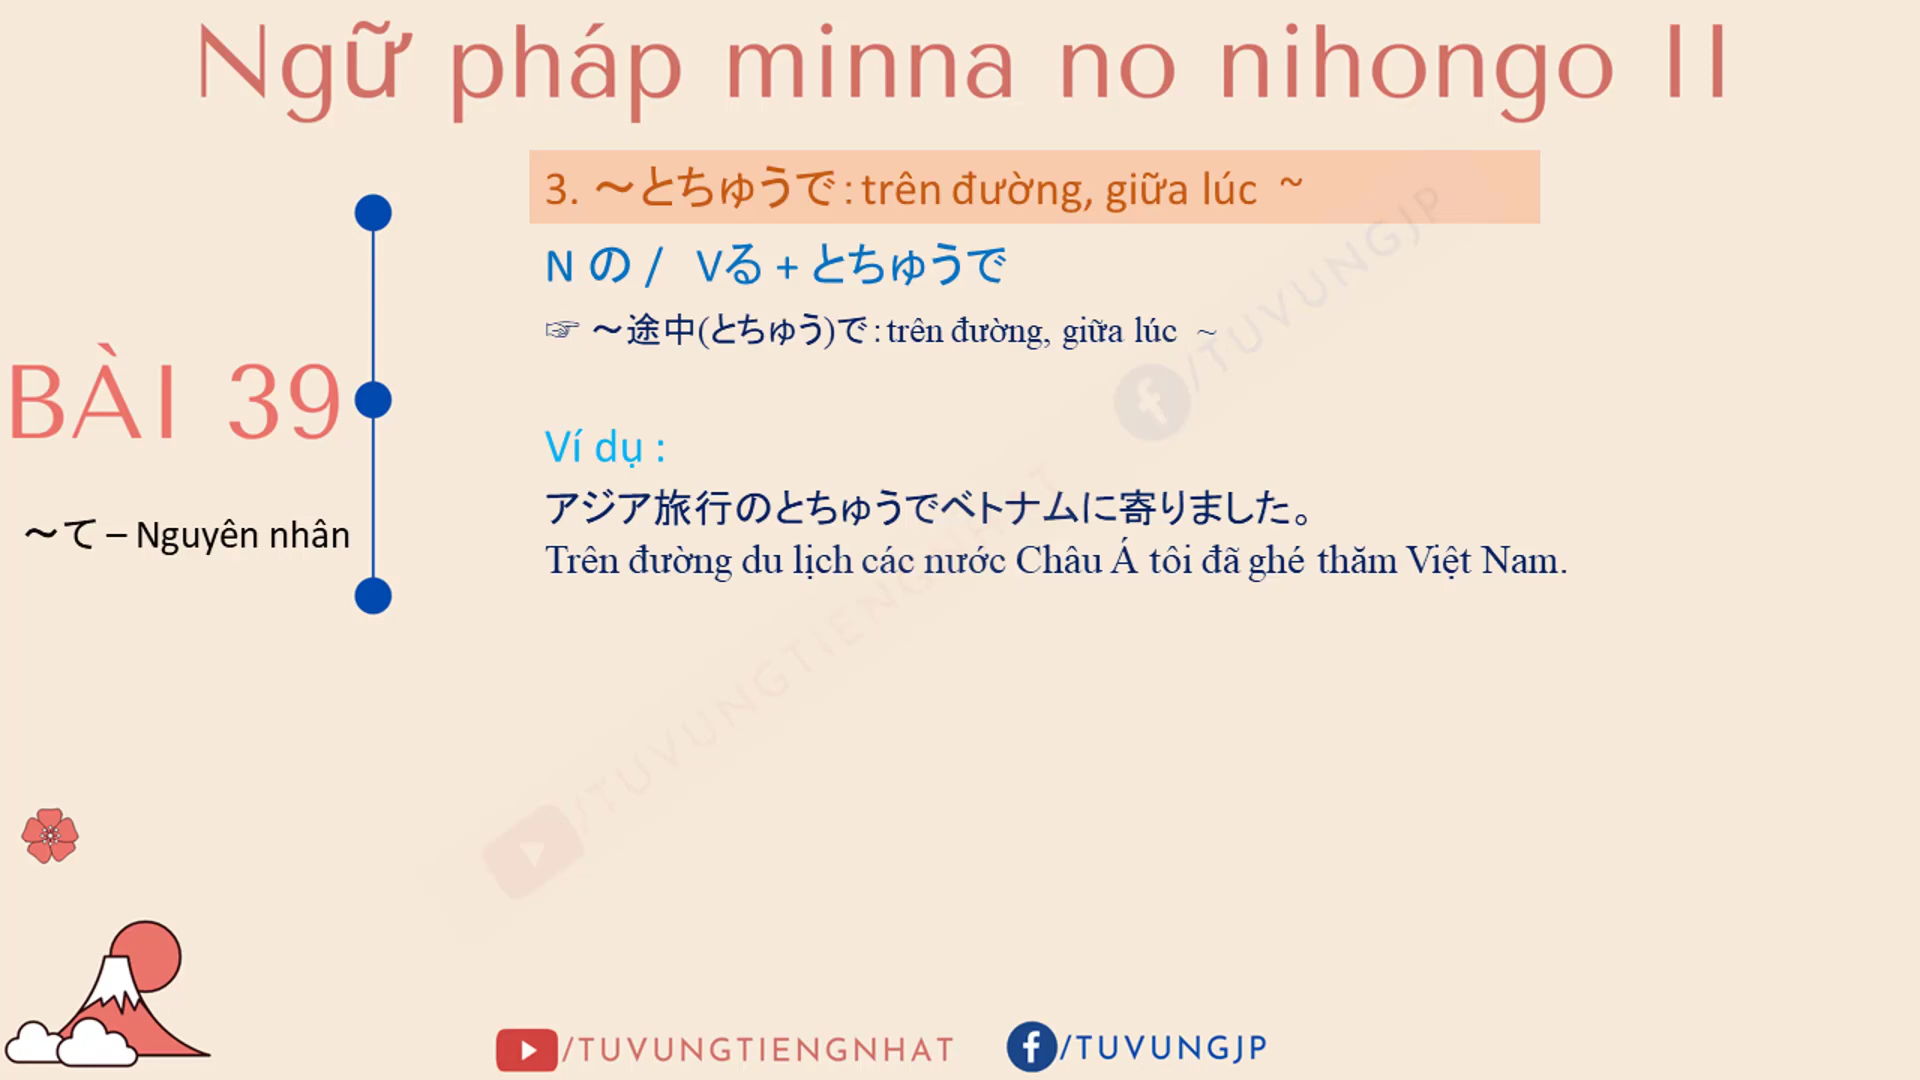 Ngữ pháp minna no nihongo II
3. ～とちゅうで : trên đường, giữa lúc ~
N の / Vる + とちゅうで
☞ ～途中(とちゅう)で : trên đường, giữa lúc ~
BÀI 39
～て – Nguyên nhân
Ví dụ :
アジア旅行のとちゅうでベトナムに寄りました。
Trên đường du lịch các nước Châu Á tôi đã ghé thăm Việt Nam.
/TUVUNGJP
/TUVUNGTIENGNHAT
/TUVUNGTIENGNHAT
/TUVUNGJP